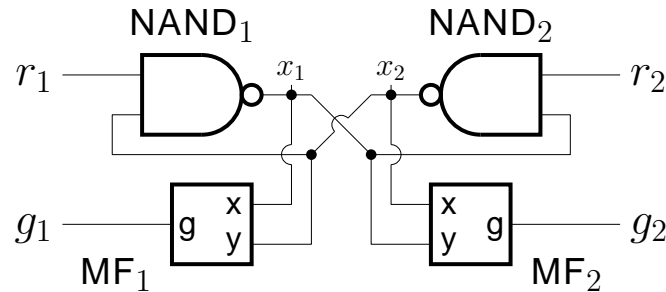 NAND₁ NAND₂
r₁ x₁ x₂ r₂
x x
g₁ g g g₂
y y
MF₁ MF₂